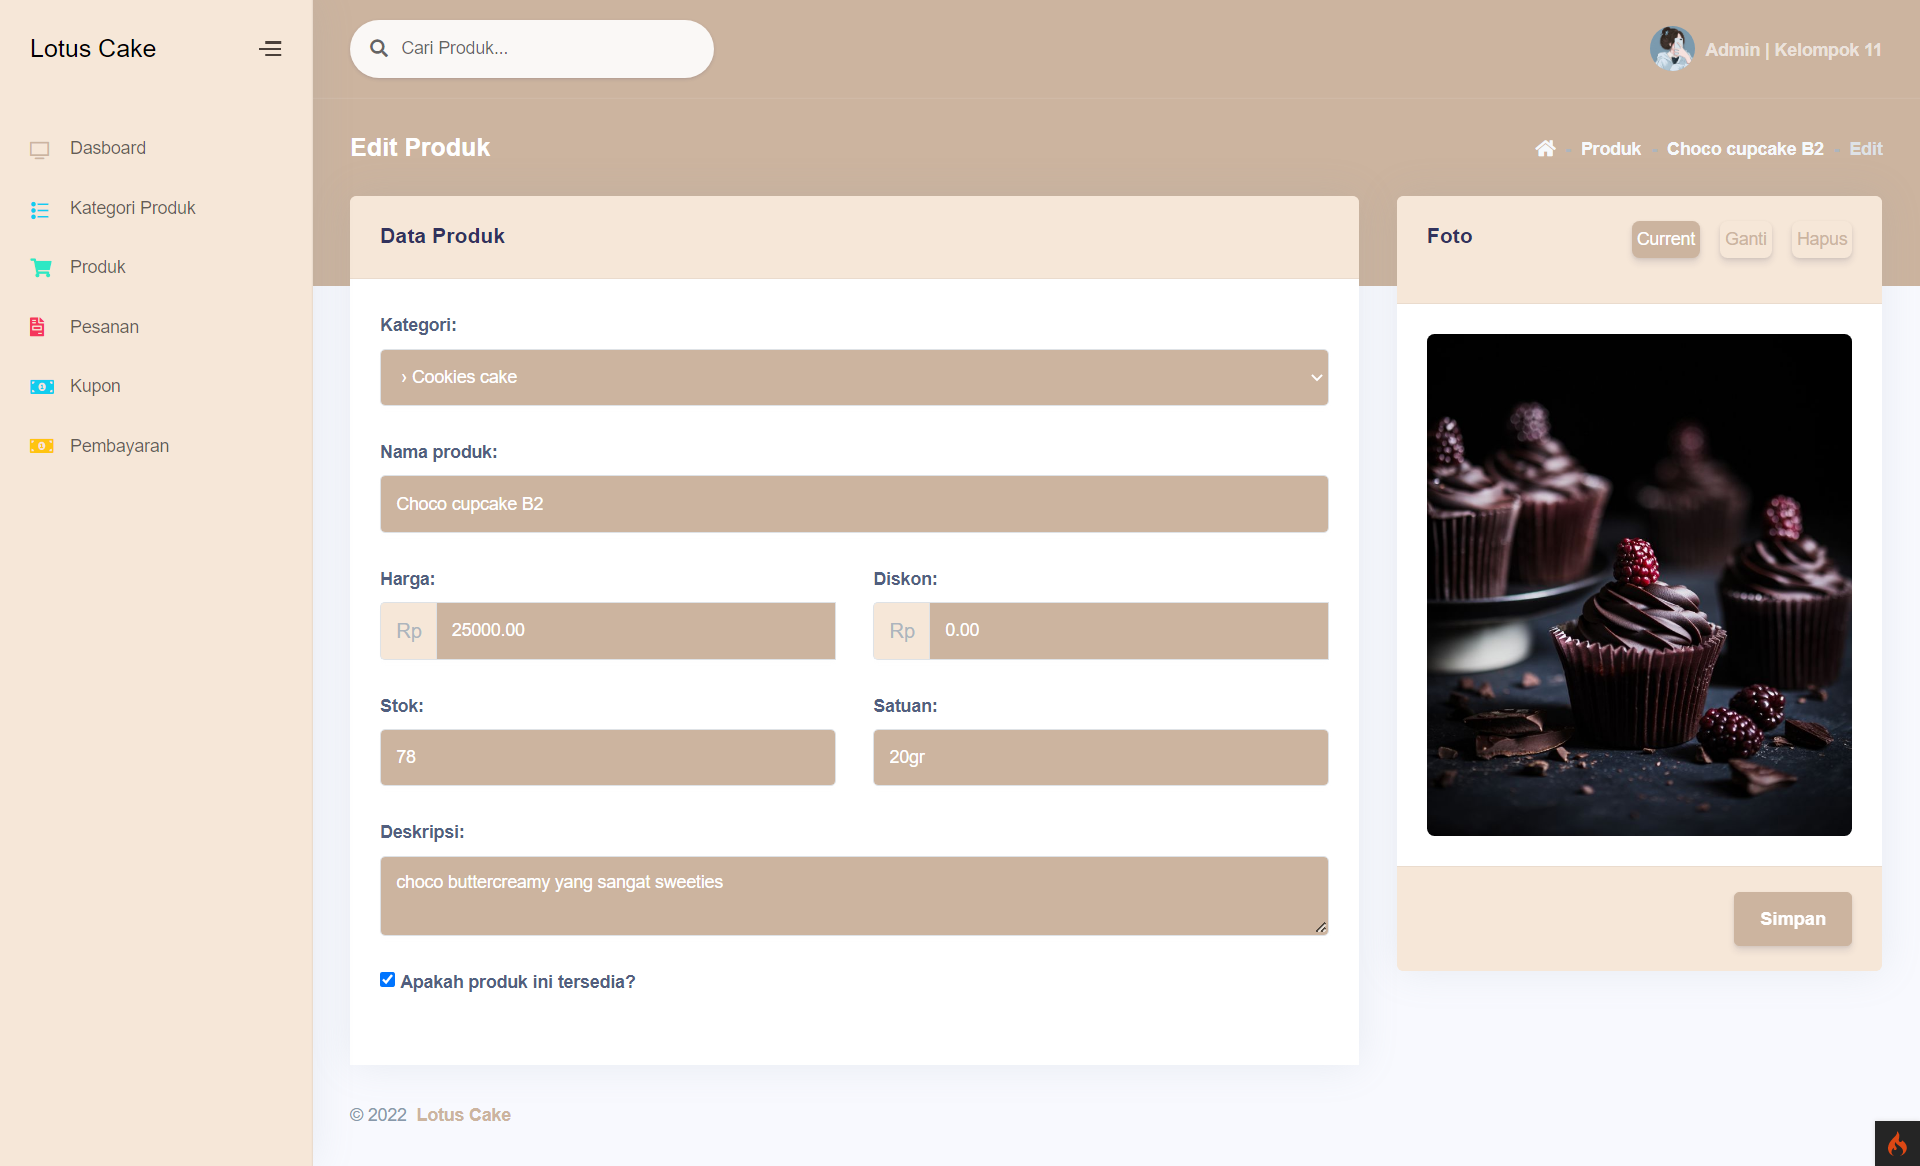 Lotus Cake
Cari Produk...
Admin | Kelompok 11
Dasboard
Kategori Produk
Produk
Pesanan
Kupon
Pembayaran
Edit Produk
Produk - Choco cupcake B2 - Edit
Data Produk
Kategori:
› Cookies cake
Nama produk:
Choco cupcake B2
Harga:
Rp 25000.00
Diskon:
Rp 0.00
Stok:
78
Satuan:
20gr
Deskripsi:
choco buttercreamy yang sangat sweeties
Apakah produk ini tersedia?
Foto
Current Ganti Hapus
Simpan
© 2022 Lotus Cake